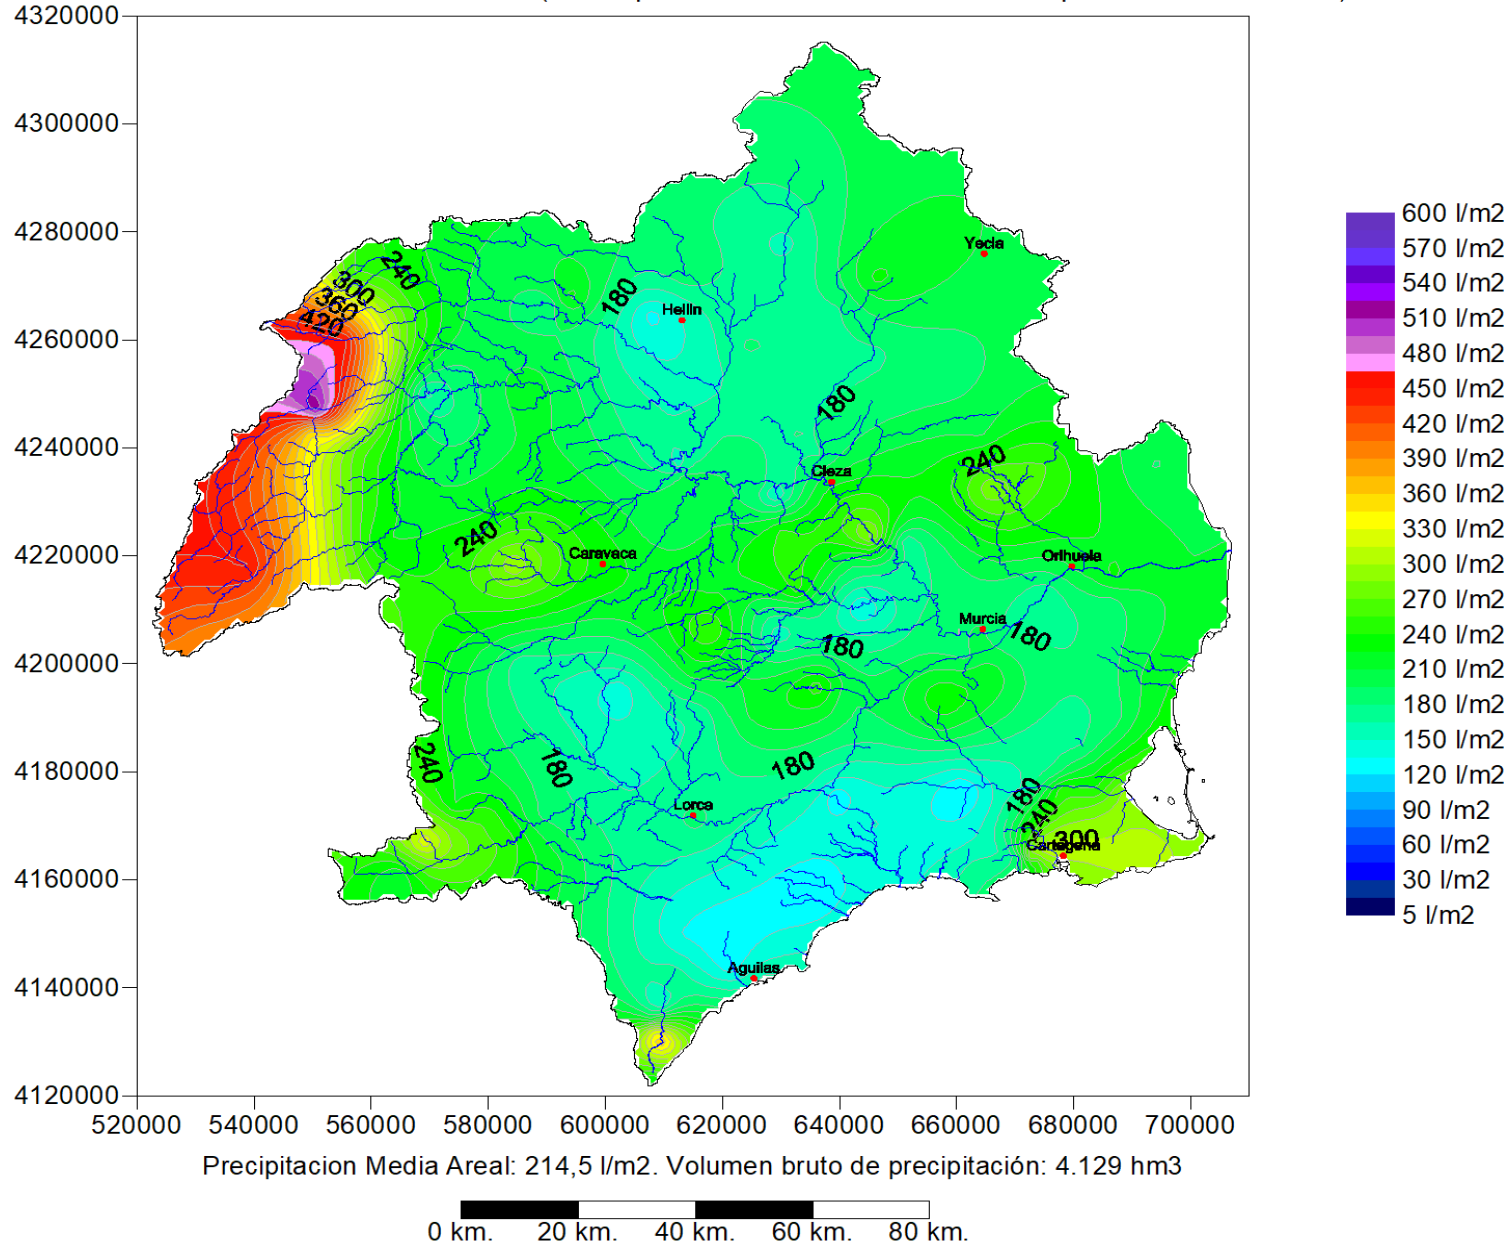 4320000
4300000
4280000
4260000
4240000
4220000
4200000
4180000
4160000
4140000
4120000
520000 540000 560000 580000 600000 620000 640000 660000 680000 700000
240
300
360
420
180
Hellin
Yecla
180
Cieza
240
240
Caravaca
Orihuela
Murcia
180
180
240
180
180
Lorca
180
240
300
Cartagena
Aguilas
600 l/m2
570 l/m2
540 l/m2
510 l/m2
480 l/m2
450 l/m2
420 l/m2
390 l/m2
360 l/m2
330 l/m2
300 l/m2
270 l/m2
240 l/m2
210 l/m2
180 l/m2
150 l/m2
120 l/m2
90 l/m2
60 l/m2
30 l/m2
5 l/m2
Precipitacion Media Areal: 214,5 l/m2. Volumen bruto de precipitación: 4.129 hm3
0 km. 20 km. 40 km. 60 km. 80 km.